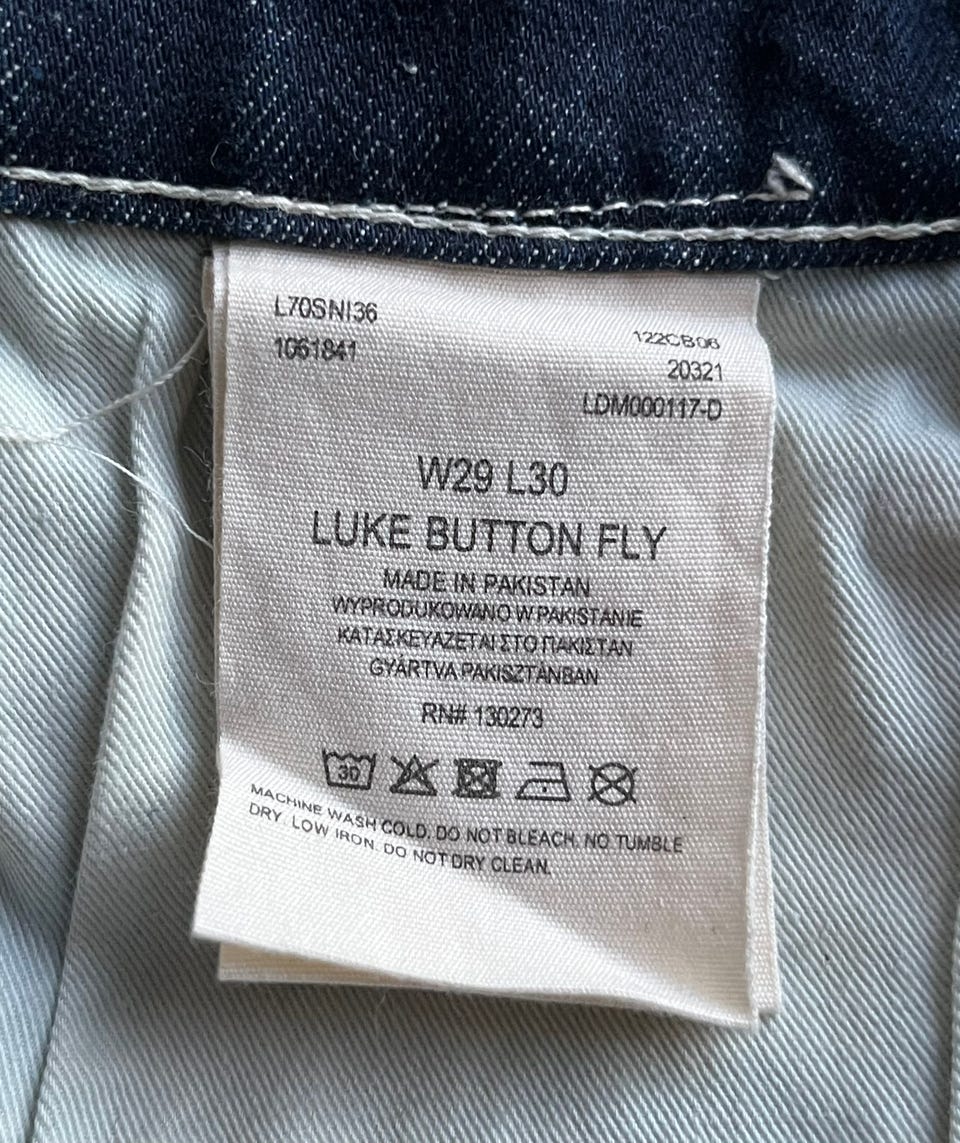 L70SNI36
1061841
122CB06
20321
LDM000117-D
W29 L30
LUKE BUTTON FLY
MADE IN PAKISTAN
WYPRODUKOWANO W PAKISTANIE
ΚΑΤΑΣΚΕΥΑΖΕΤΑΙ ΣΤΟ ΠΑΚΙΣΤΑΝ
GYÁRTVA PAKISZTÁNBAN
RN# 130273
30
MACHINE WASH COLD. DO NOT BLEACH. NO TUMBLE
DRY. LOW IRON. DO NOT DRY CLEAN.